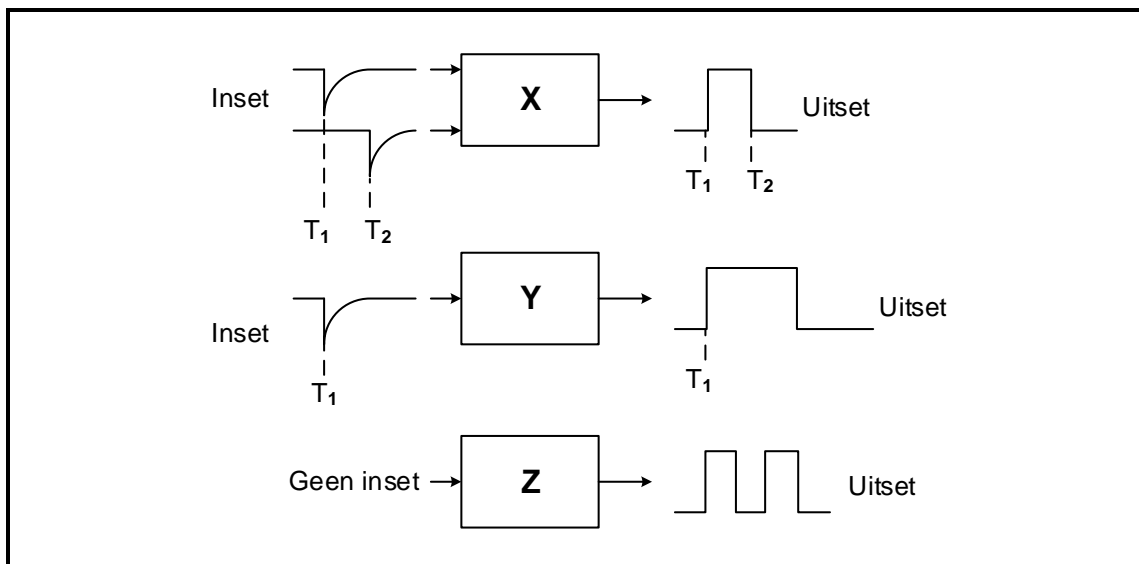 Inset
X
Uitset
T1
T2
T1
T2
Inset
Y
Uitset
T1
T1
Geen inset
Z
Uitset